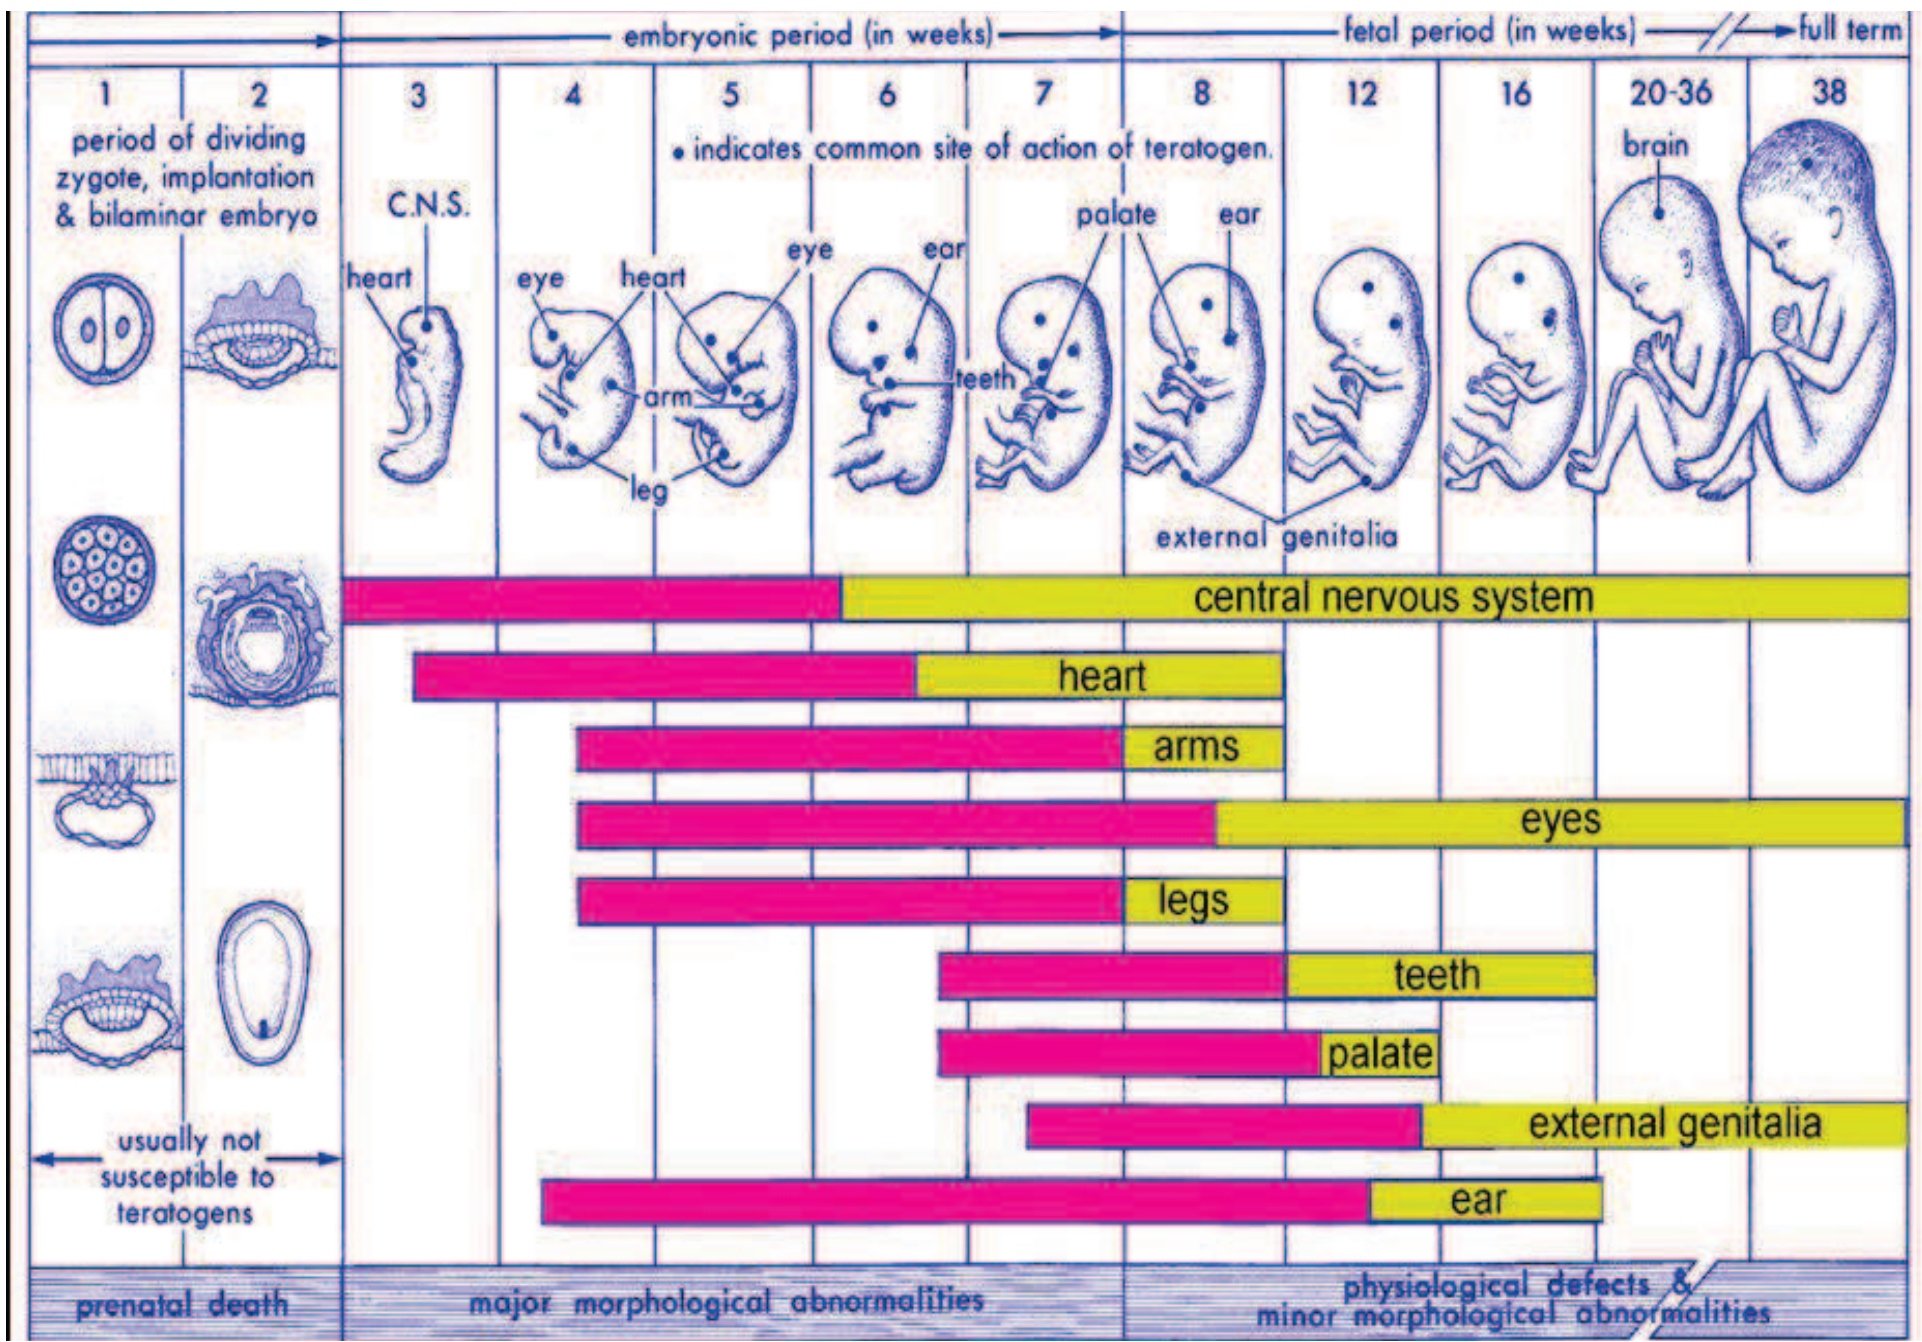 embryonic period (in weeks)
fetal period (in weeks)
full term
1
2
3
4
5
6
7
8
12
16
20-36
38
period of dividing
zygote, implantation
& bilaminar embryo
• indicates common site of action of teratogen.
brain
C.N.S.
palate
ear
heart
eye
heart
eye
ear
arm
teeth
leg
external genitalia
central nervous system
heart
arms
eyes
legs
teeth
palate
external genitalia
ear
usually not
susceptible to
teratogens
prenatal death
major morphological abnormalities
physiological defects &
minor morphological abnormalities